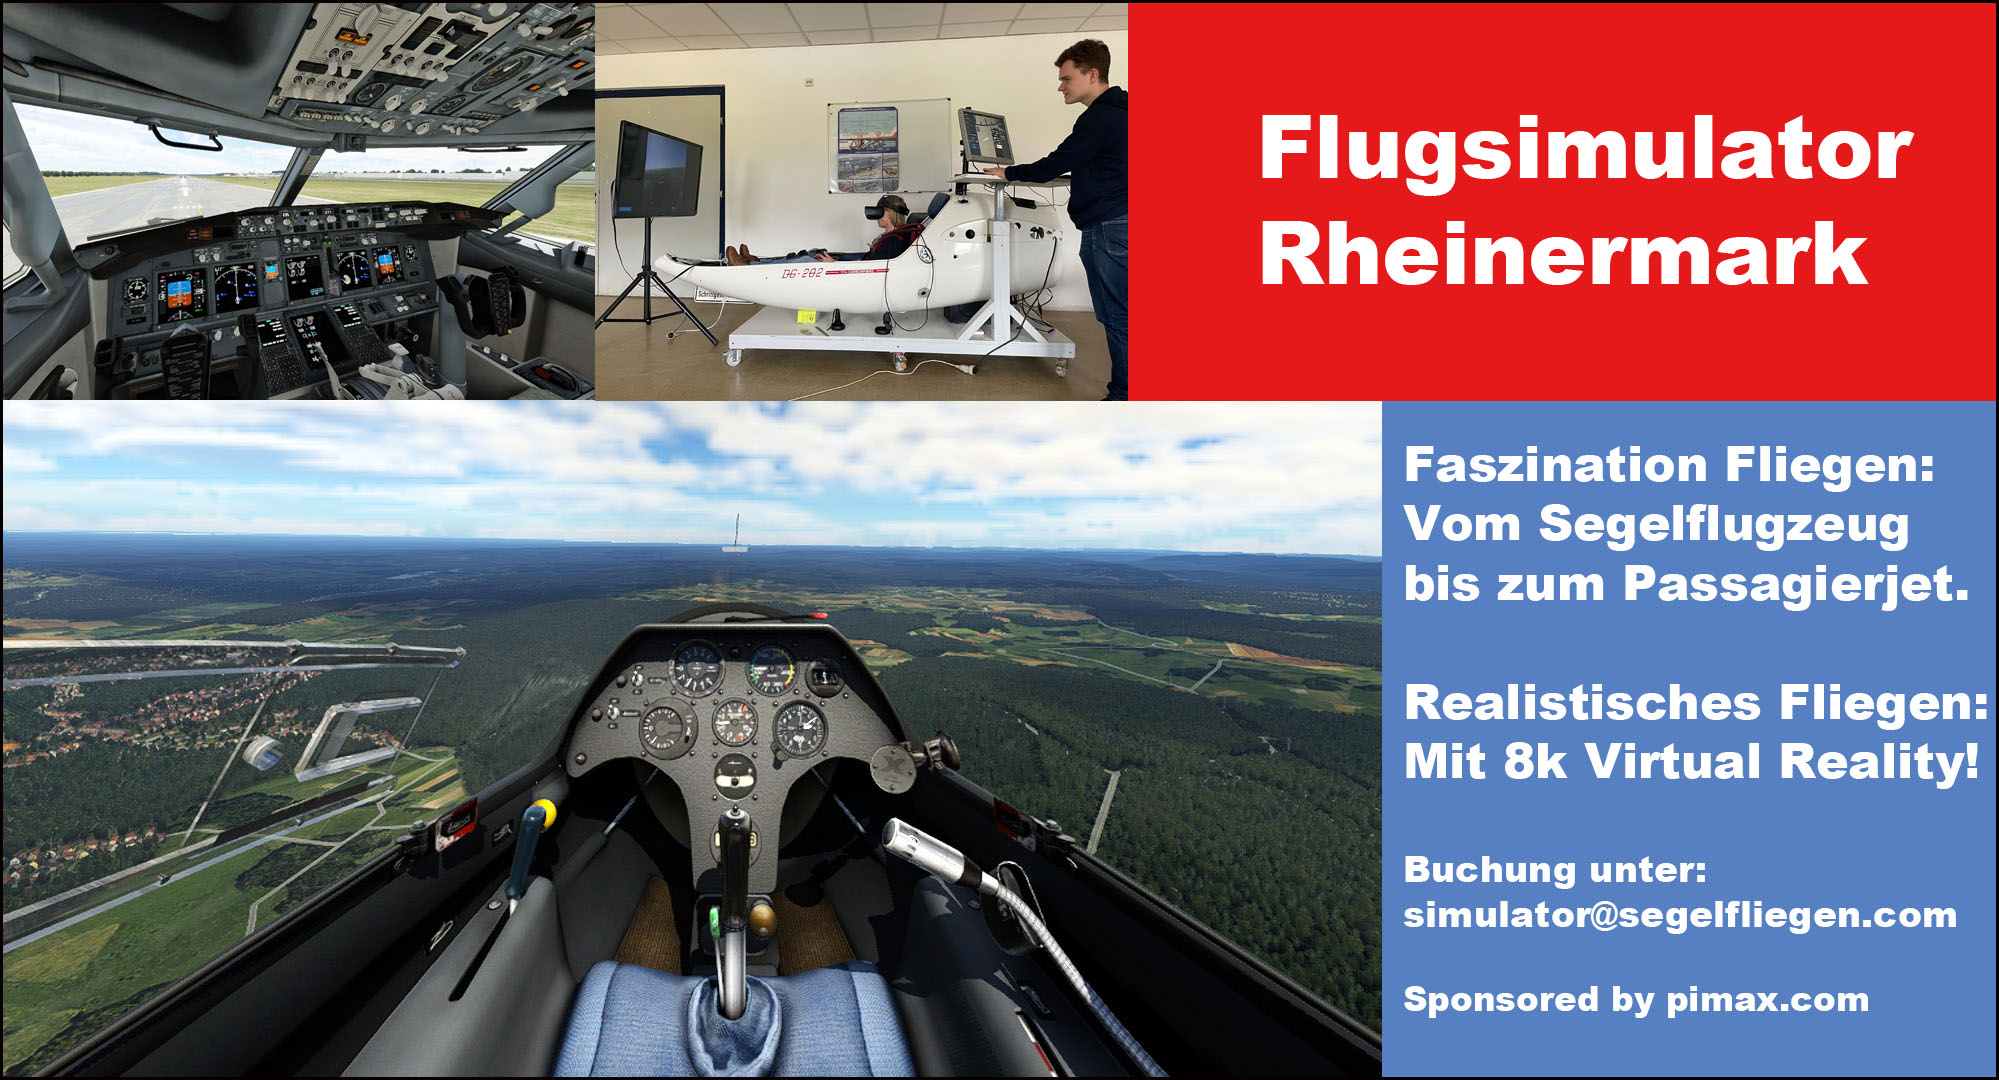 Flugsimulator
Rheinermark
DG-202
Faszination Fliegen:
Vom Segelflugzeug
bis zum Passagierjet.
Realistisches Fliegen:
Mit 8k Virtual Reality!
Buchung unter:
simulator@segelfliegen.com
Sponsored by pimax.com